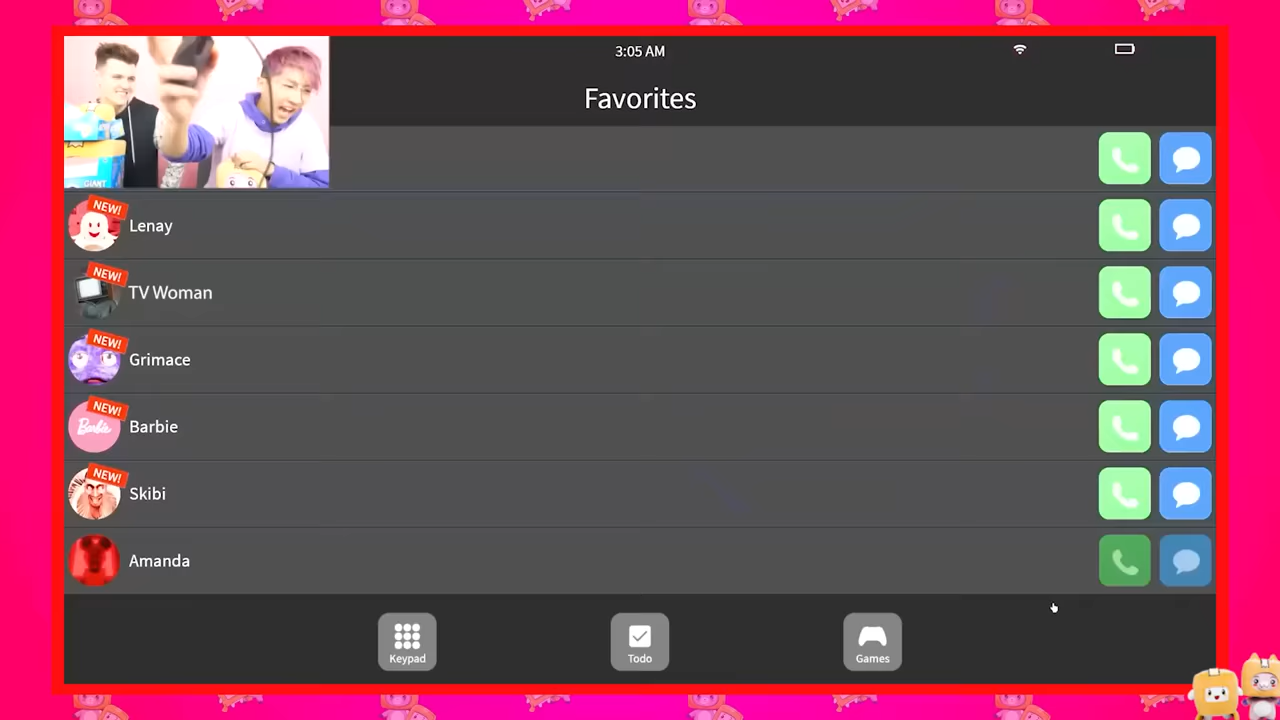 3:05 AM
Favorites
GIANT
NEW!
Lenay
NEW!
TV Woman
NEW!
Grimace
NEW!
Barbie
Barbie
NEW!
Skibi
Amanda
Keypad
Todo
Games